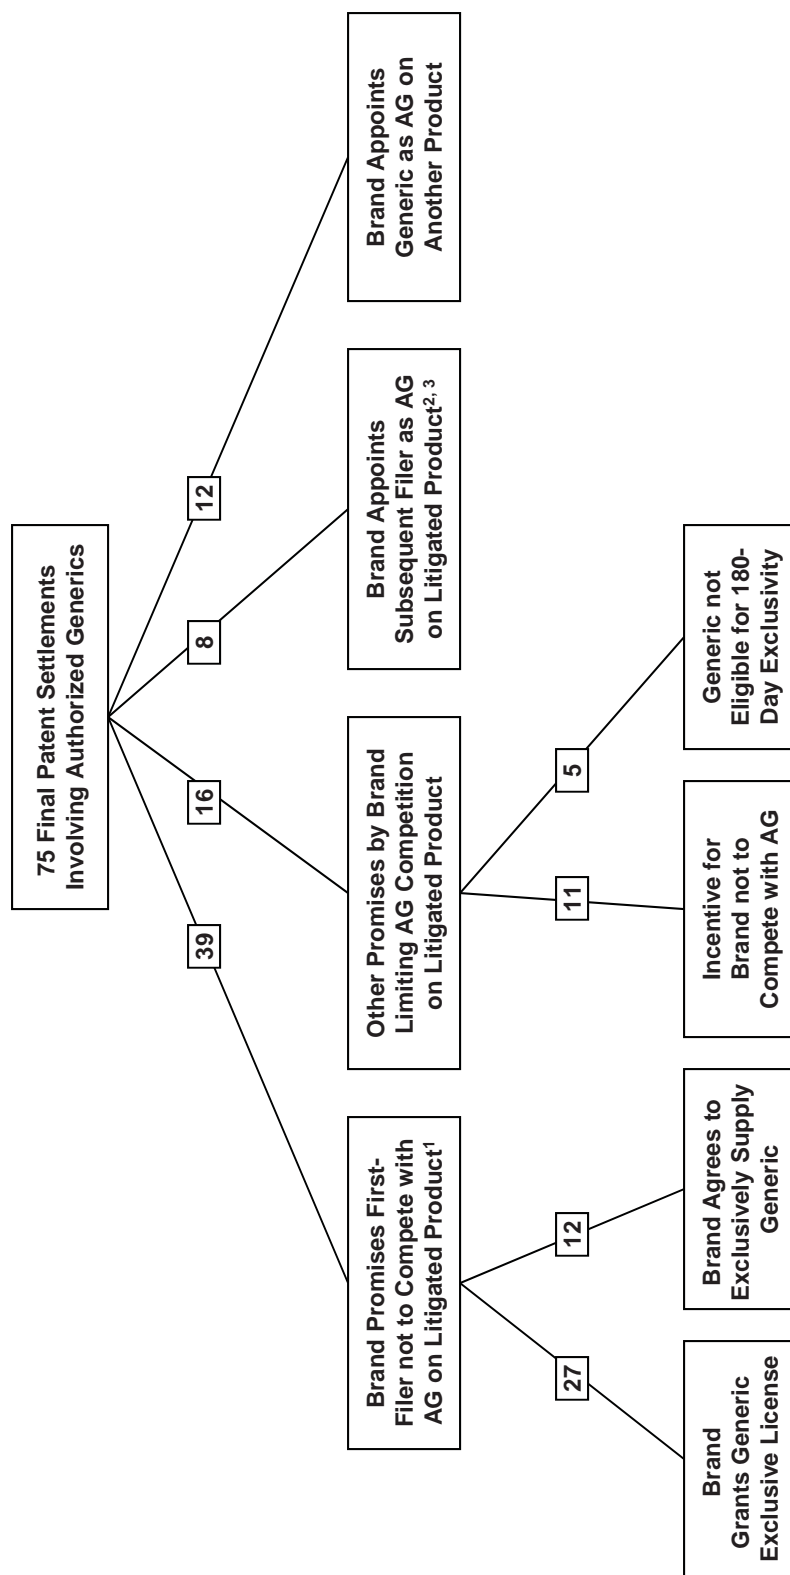 75 Final Patent Settlements
Involving Authorized Generics
39
16
8
12
Brand Promises First-
Filer not to Compete with
AG on Litigated Product1
Other Promises by Brand
Limiting AG Competition
on Litigated Product
Brand Appoints
Subsequent Filer as AG
on Litigated Product2, 3
Brand Appoints
Generic as AG on
Another Product
27
12
11
5
Brand
Grants Generic
Exclusive License
Brand Agrees to
Exclusively Supply
Generic
Incentive for
Brand not to
Compete with AG
Generic not
Eligible for 180-
Day Exclusivity